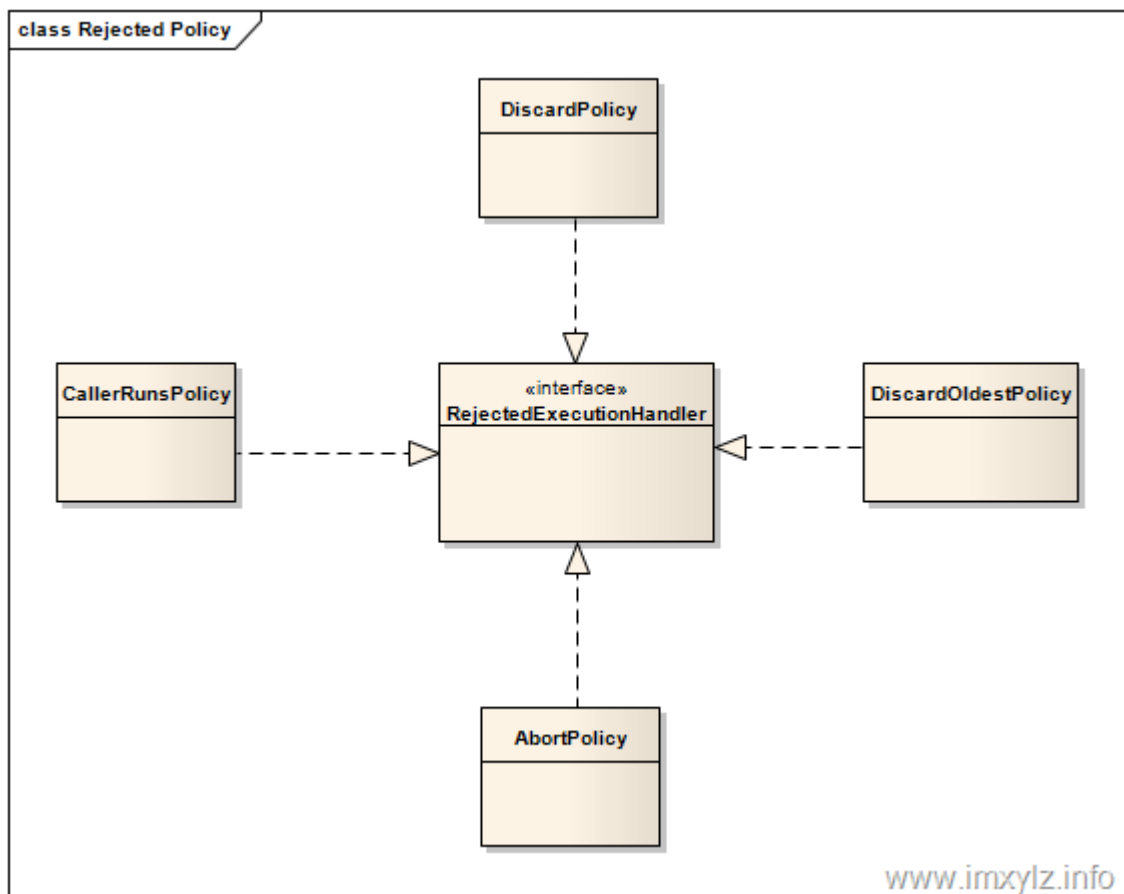 class Rejected Policy
DiscardPolicy
CallerRunsPolicy
«interface»
RejectedExecutionHandler
DiscardOldestPolicy
AbortPolicy
www.imxylz.info